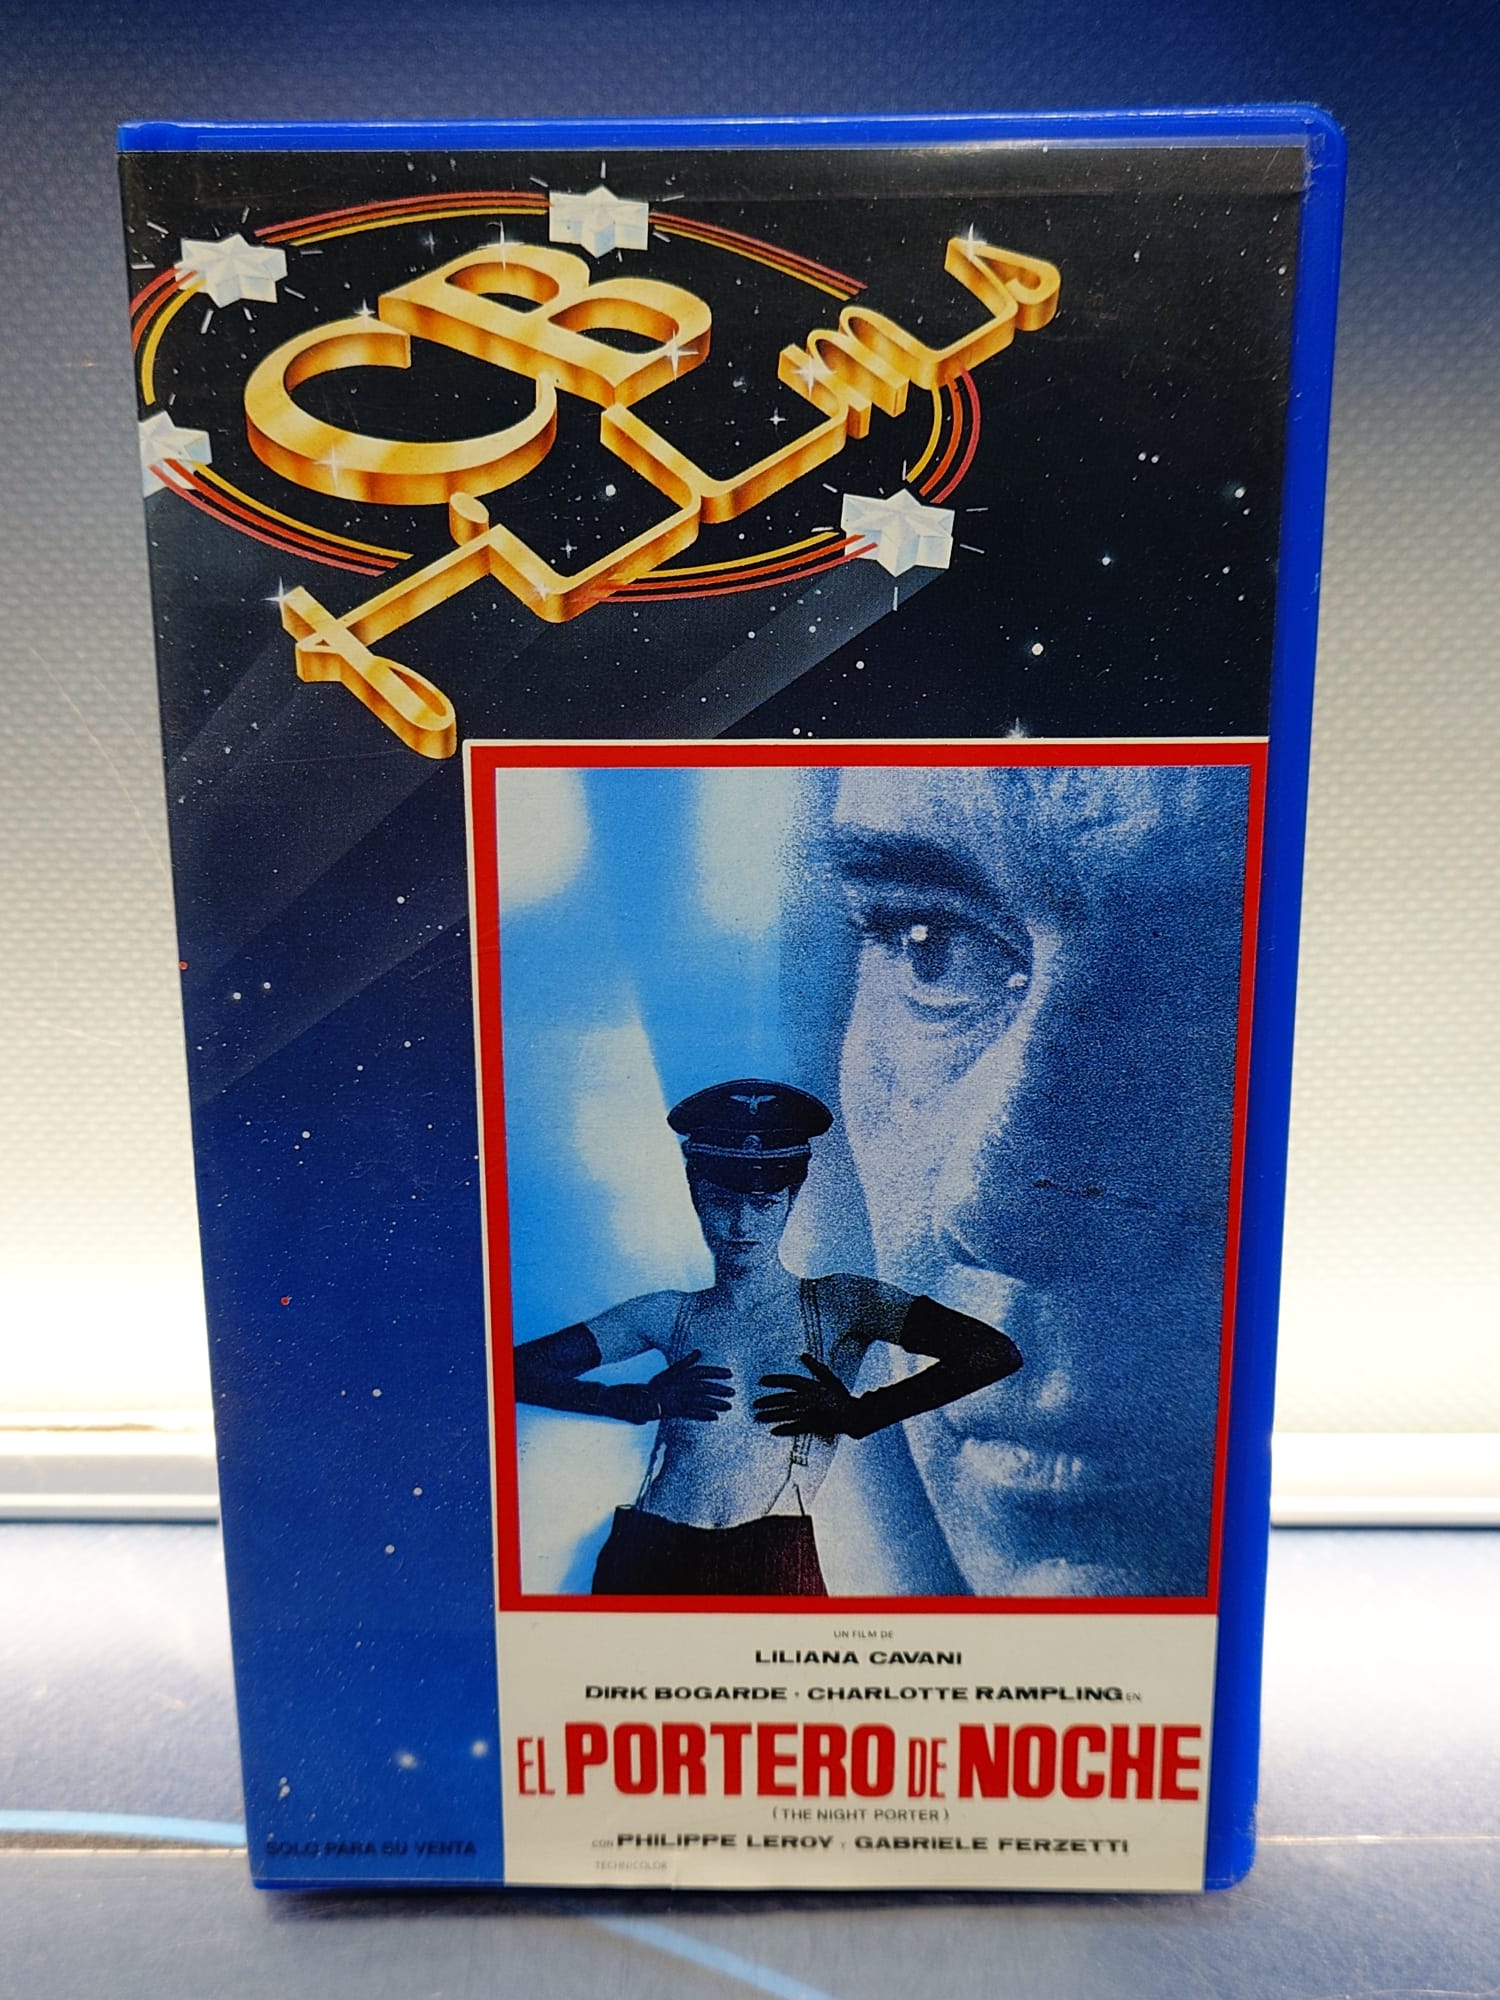 CB Films
UN FILM DE
LILIANA CAVANI
DIRK BOGARDE · CHARLOTTE RAMPLING EN
EL PORTERO DE NOCHE
(THE NIGHT PORTER)
CON PHILIPPE LEROY Y GABRIELE FERZETTI
TECHNICOLOR
SOLO PARA SU VENTA